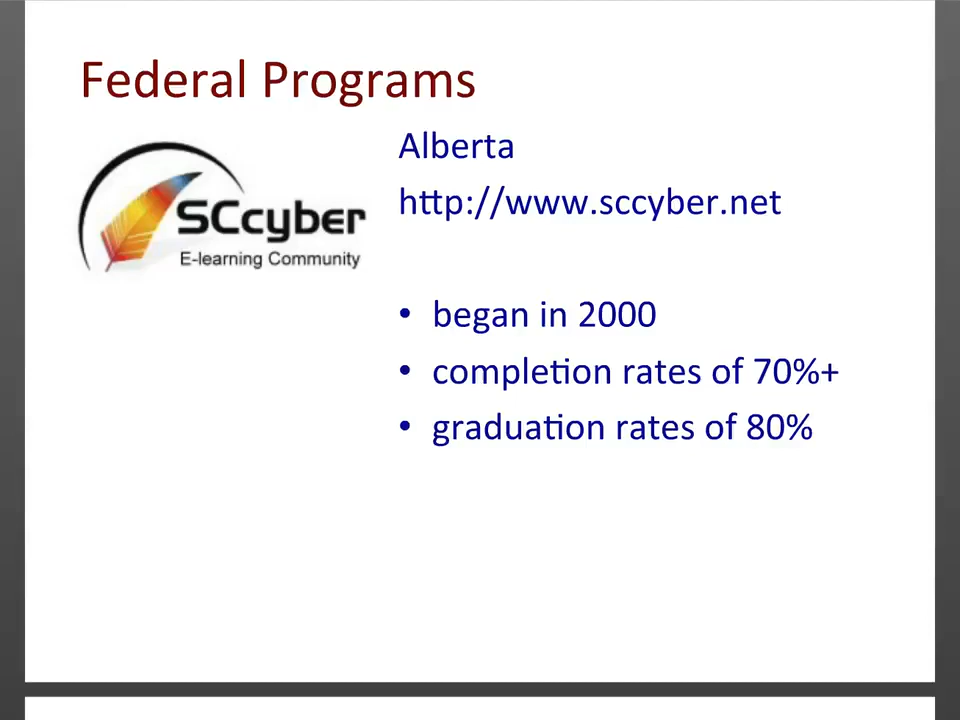 Federal Programs
Alberta
http://www.sccyber.net
SCcyber
E-learning Community
• began in 2000
• completion rates of 70%+
• graduation rates of 80%